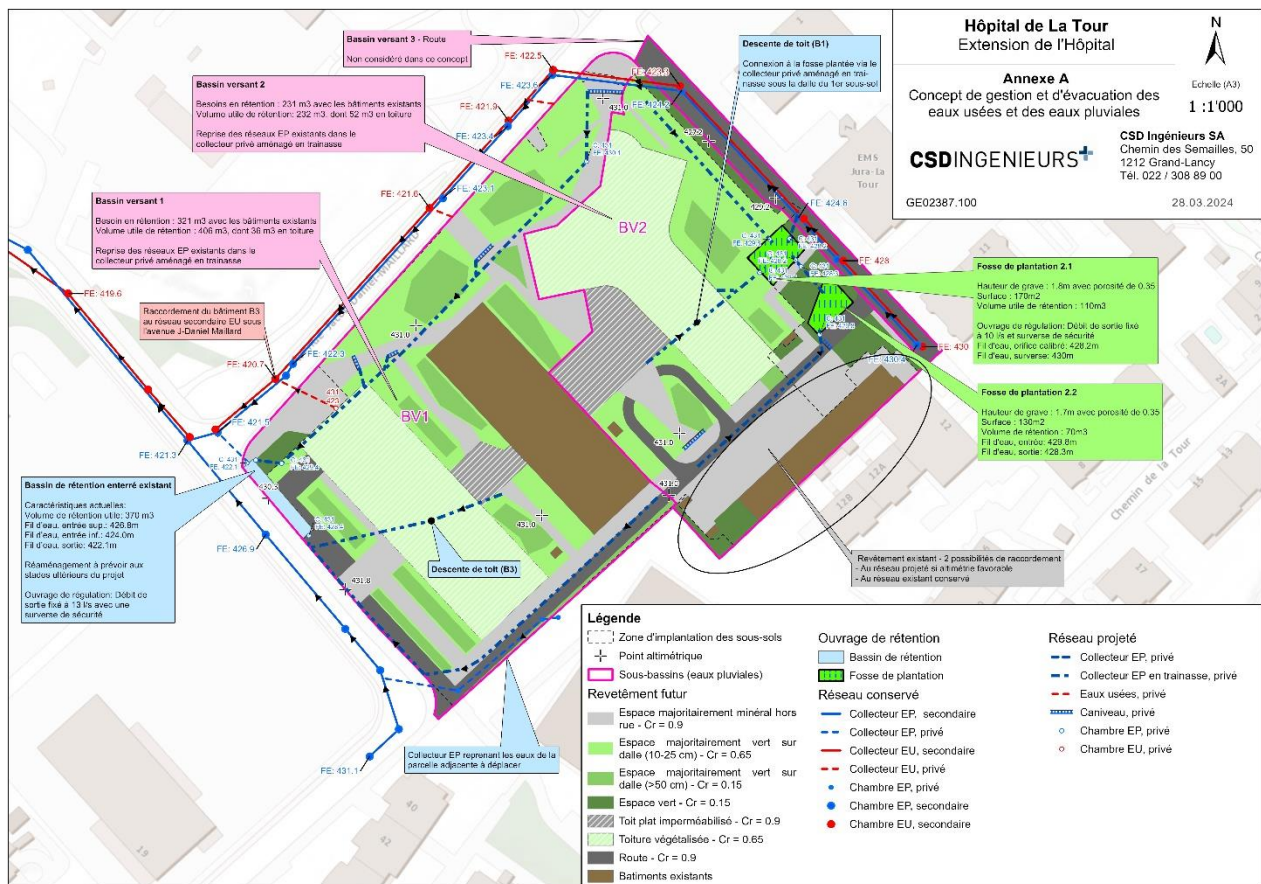 Hôpital de La Tour
Extension de l'Hôpital
Annexe A
Concept de gestion et d'évacuation des
eaux usées et des eaux pluviales
CSDINGENIEURS
GE02387.100
N
Echelle (A3)
1 :1'000
CSD Ingénieurs SA
Chemin des Semailles, 50
1212 Grand-Lancy
Tél. 022 / 308 89 00
28.03.2024
Bassin versant 3 - Route
Non considéré dans ce concept
Bassin versant 2
Besoins en rétention : 231 m3 avec les bâtiments existants
Volume utile de rétention: 232 m3, dont 52 m3 en toiture
Reprise des réseaux EP existants dans le
collecteur privé aménagé en trainasse
Bassin versant 1
Besoin en rétention : 321 m3 avec les bâtiments existants
Volume utile de rétention : 406 m3, dont 36 m3 en toiture
Reprise des réseaux EP existants dans le
collecteur privé aménagé en trainasse
Raccordement du bâtiment B3
au réseau secondaire EU sous
l'avenue J-Daniel Maillard
Bassin de rétention enterré existant
Caractéristiques actuelles:
Volume de rétention utile: 370 m3
Fil d'eau, entrée sup.: 426.8m
Fil d'eau, entrée inf.: 424.0m
Fil d'eau, sortie: 422.1m
Réaménagement à prévoir aux
stades ultérieurs du projet
Ouvrage de régulation: Débit de
sortie fixé à 13 l/s avec une
surverse de sécurité
Descente de toit (B1)
Connexion à la fosse plantée via le
collecteur privé aménagé en trai-
nasse sous la dalle du 1er sous-sol
Fosse de plantation 2.1
Hauteur de grave : 1.8m avec porosité de 0.35
Surface : 170m2
Volume utile de rétention : 110m3
Ouvrage de régulation: Débit de sortie fixé
à 10 l/s et surverse de sécurité
Fil d'eau, orifice calibré: 428.2m
Fil d'eau, surverse: 430m
Fosse de plantation 2.2
Hauteur de grave : 1.7m avec porosité de 0.35
Surface : 130m2
Volume de rétention : 70m3
Fil d'eau, entrée: 429.8m
Fil d'eau, sortie: 428.3m
Revêtement existant - 2 possibilités de raccordement
- Au réseau projeté si altimétrie favorable
- Au réseau existant conservé
Descente de toit (B3)
Collecteur EP reprenant les eaux de la
parcelle adjacente à déplacer
BV1
BV2
EMS
Jura-La
Tour
Chemin de la Tour
FE: 422.5
FE: 423.6
FE: 421.9
FE: 423.4
FE: 423.1
FE: 421.6
FE: 422.3
FE: 420.7
FE: 421.5
FE: 421.3
FE: 419.6
FE: 426.9
FE: 431.1
FE: 423.3
FE: 424.2
FE: 424.8
FE: 428
FE: 430
FE: 430.4
431.0
429.2
431.0
431.0
431.0
430.3
431.8
2A
12A
12B
13
15
19
40
42
Légende
Zone d'implantation des sous-sols
Point altimétrique
Sous-bassins (eaux pluviales)
Revetêment futur
Espace majoritairement minéral hors
rue - Cr = 0.9
Espace majoritairement vert sur
dalle (10-25 cm) - Cr = 0.65
Espace majoritairement vert sur
dalle (>50 cm) - Cr = 0.15
Espace vert - Cr = 0.15
Toit plat imperméabilisé - Cr = 0.9
Toiture végétalisée - Cr = 0.65
Route - Cr = 0.9
Batiments existants
Ouvrage de rétention
Bassin de rétention
Fosse de plantation
Réseau conservé
Collecteur EP, secondaire
Collecteur EP, privé
Collecteur EU, secondaire
Collecteur EU, privé
Chambre EP, privé
Chambre EP, secondaire
Chambre EU, secondaire
Réseau projeté
Collecteur EP, privé
Collecteur EP en trainasse, privé
Eaux usées, privé
Caniveau, privé
Chambre EP, privé
Chambre EU, privé